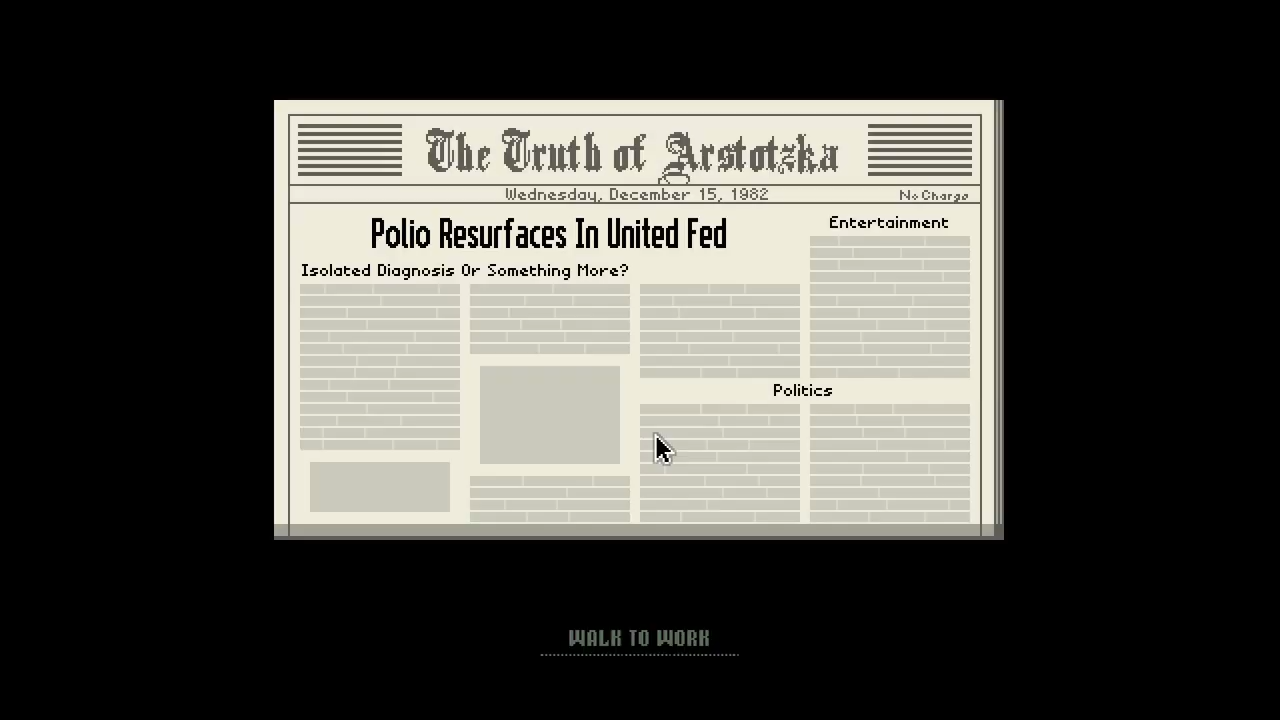 The Truth of Arstotzka
Wednesday, December 15, 1982
No Charge
Polio Resurfaces In United Fed
Isolated Diagnosis Or Something More?
Entertainment
Politics
WALK TO WORK